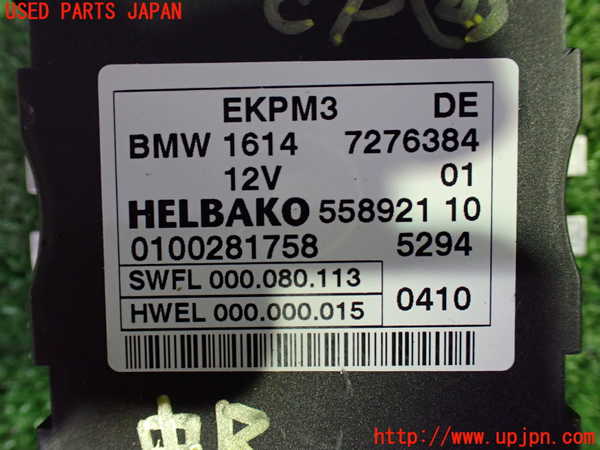 USED PARTS JAPAN
EKPM3 DE
BMW 1614 7276384
12V 01
HELBAKO 558921 10
0100281758 5294
SWFL 000.080.113
HWEL 000.000.015 0410
http://www.upjpn.com